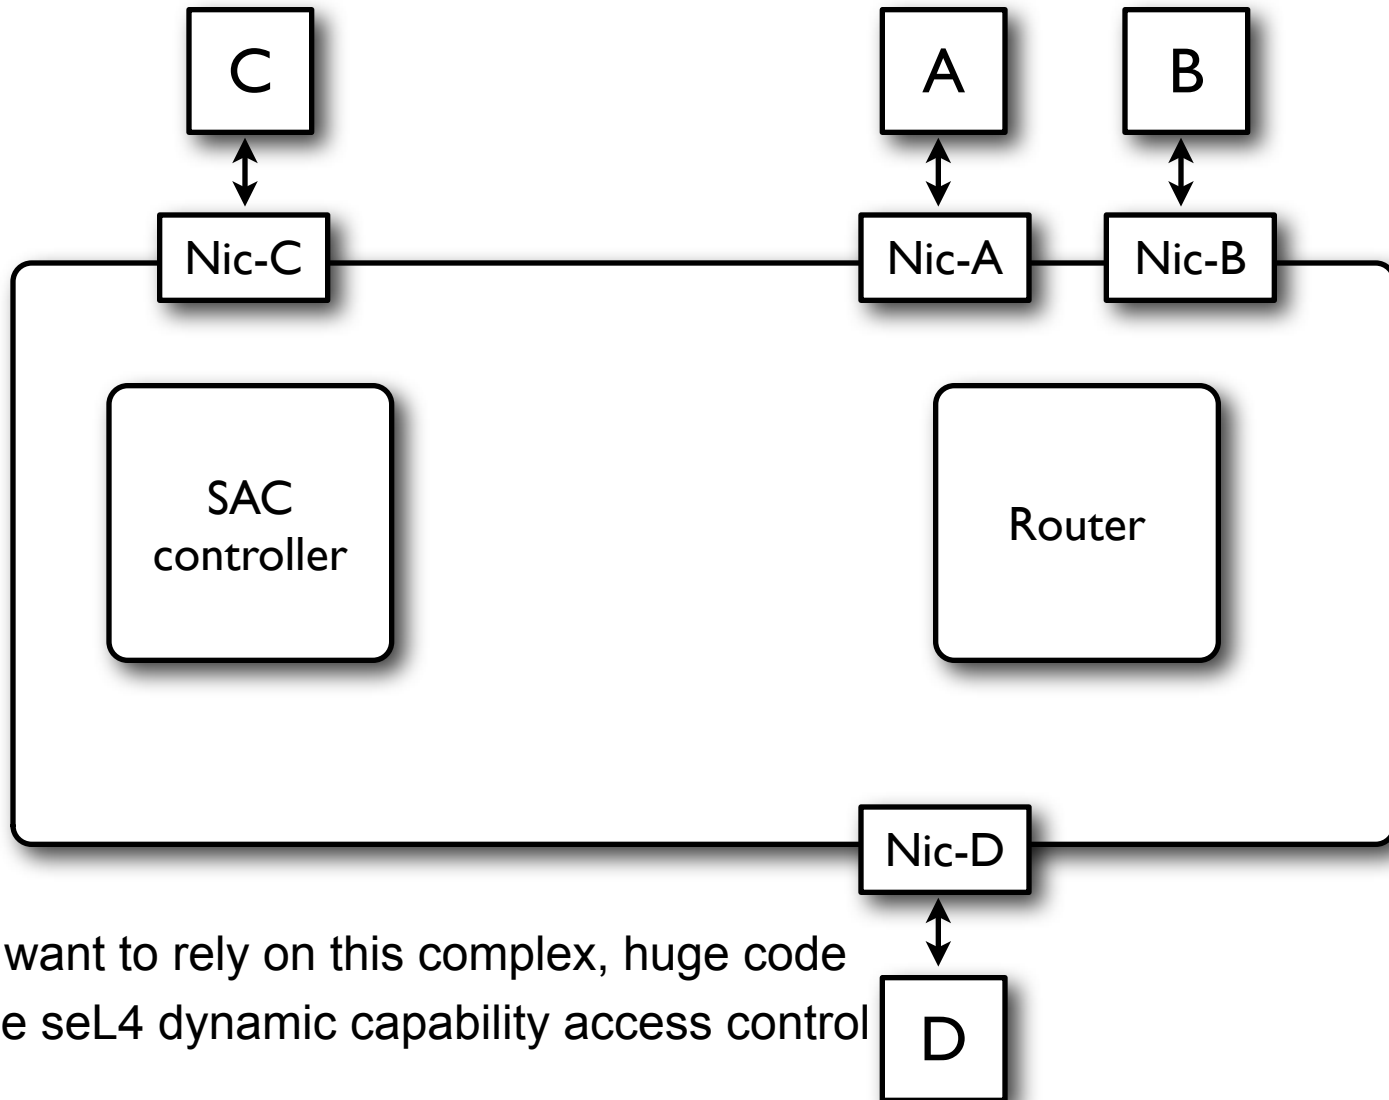 C
A
B
Nic-C
Nic-A
Nic-B
SAC
controller
Router
Nic-D
want to rely on this complex, huge code
e seL4 dynamic capability access control
D